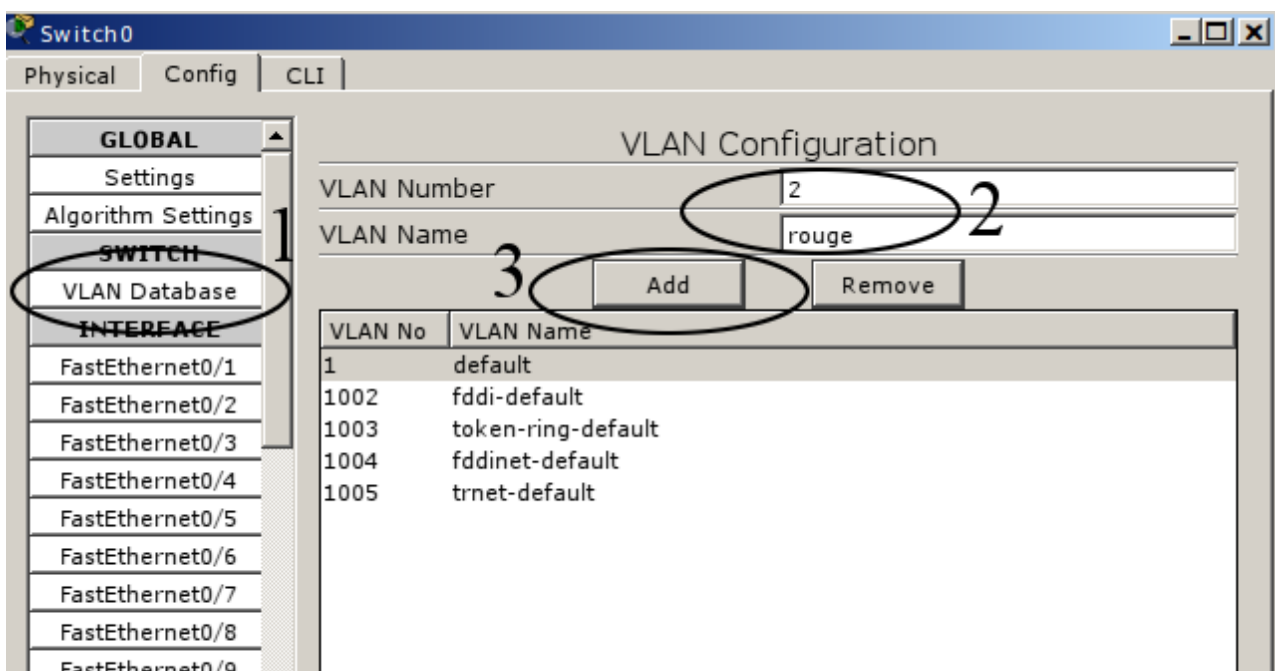 Switch0
Physical Config CLI
GLOBAL
Settings
Algorithm Settings
SWITCH
VLAN Database
INTERFACE
FastEthernet0/1
FastEthernet0/2
FastEthernet0/3
FastEthernet0/4
FastEthernet0/5
FastEthernet0/6
FastEthernet0/7
FastEthernet0/8
FastEthernet0/9
1
VLAN Configuration
VLAN Number 2
VLAN Name rouge
2
3
Add Remove
VLAN No VLAN Name
1 default
1002 fddi-default
1003 token-ring-default
1004 fddinet-default
1005 trnet-default